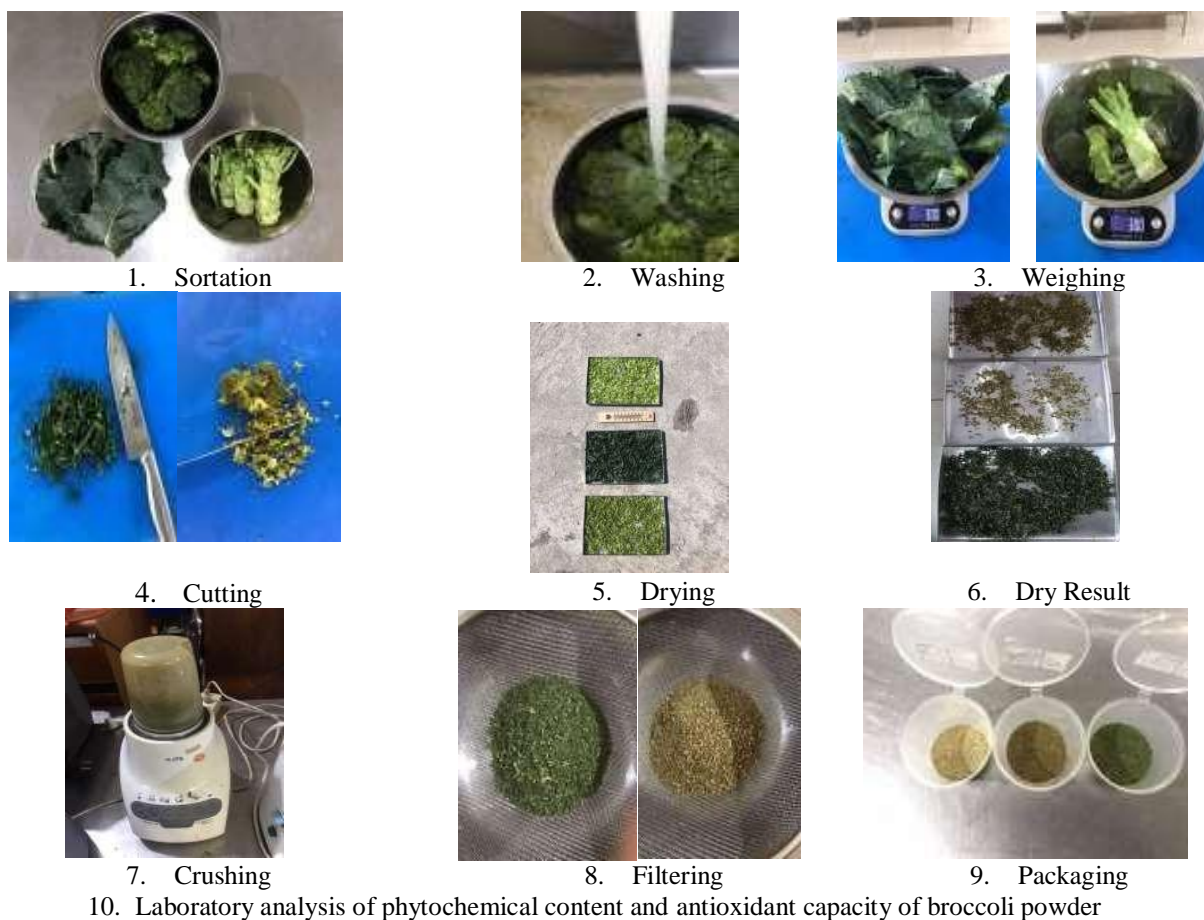 1. Sortation
2. Washing
3. Weighing
4. Cutting
5. Drying
6. Dry Result
7. Crushing
8. Filtering
9. Packaging
10. Laboratory analysis of phytochemical content and antioxidant capacity of broccoli powder